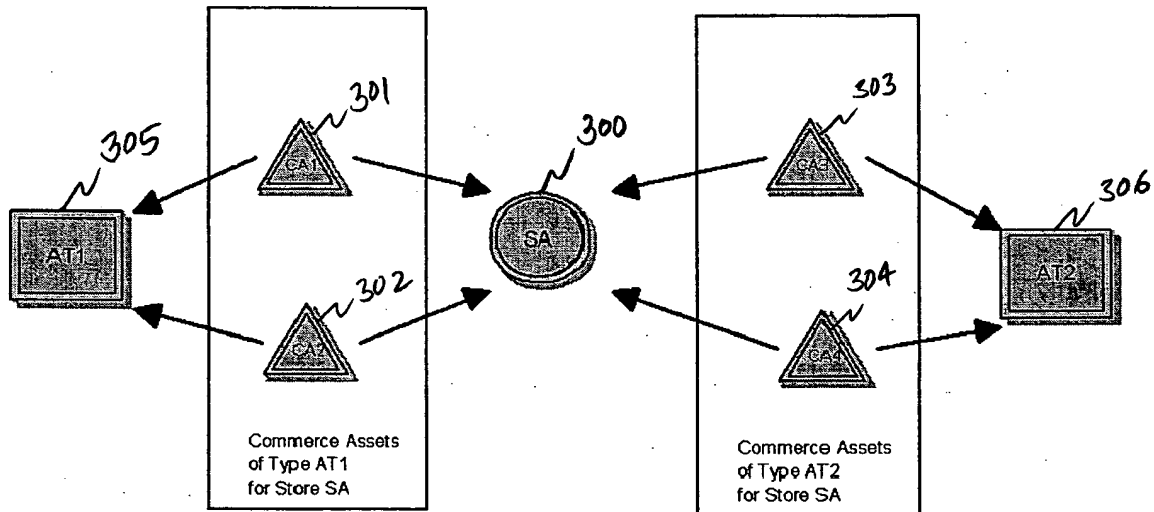 301
303
300
305
306
CA1
CA3
AT1
SA
AT2
302
304
CA2
CA4
Commerce Assets
of Type AT1
for Store SA
Commerce Assets
of Type AT2
for Store SA